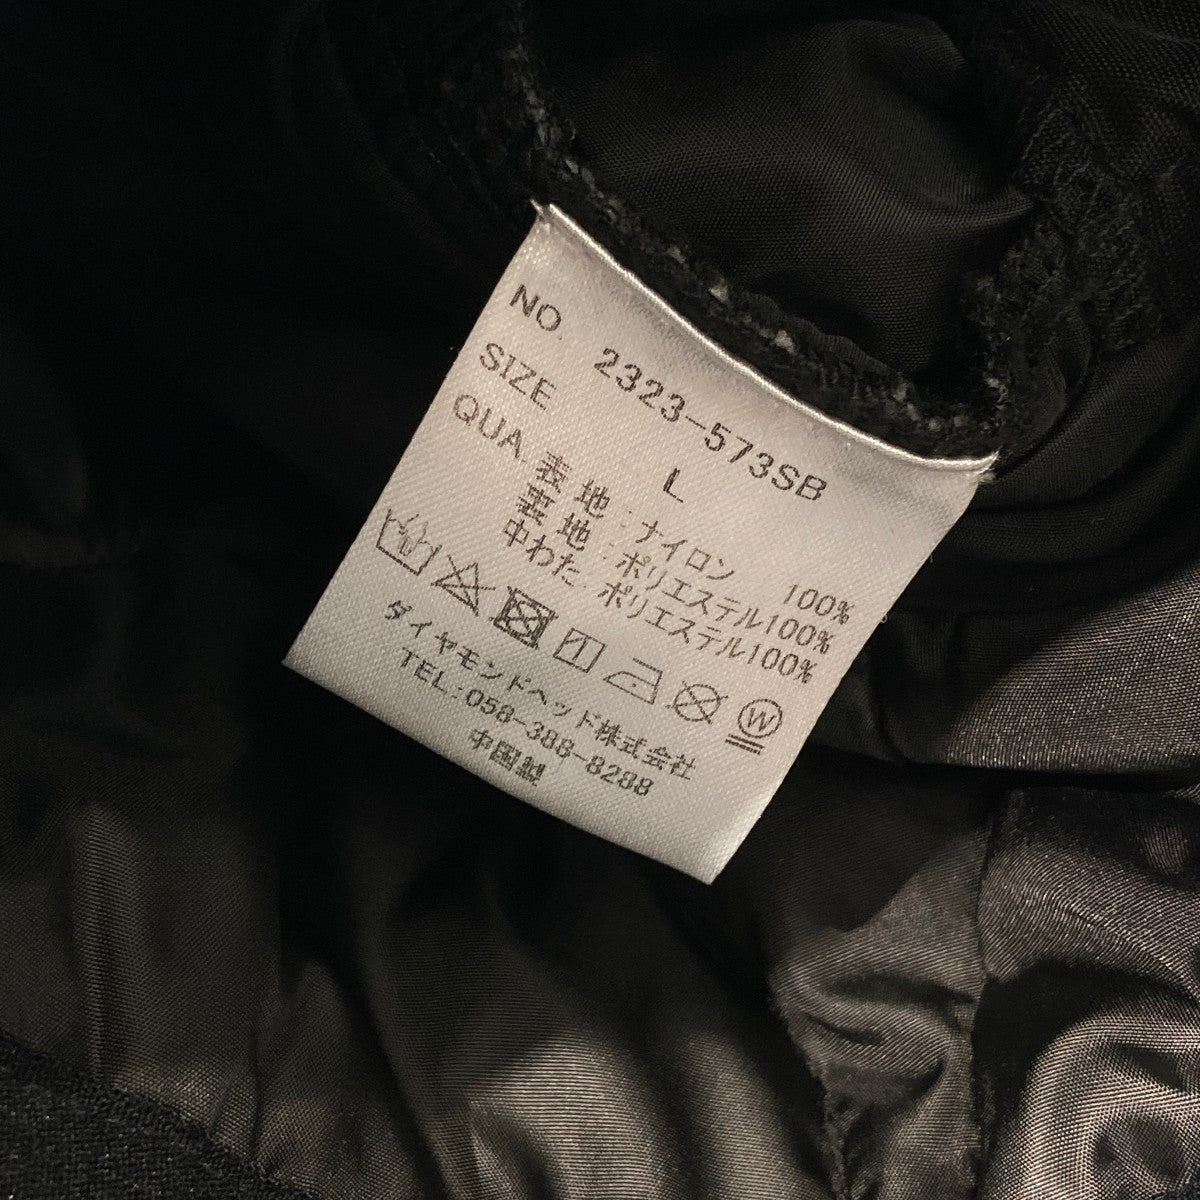 NO. 2323-573SB
SIZE L
QUA. 表地:ナイロン 100%
裏地:ポリエステル100%
中わた:ポリエステル100%
W
ダイヤモンドヘッド株式会社
TEL:058-388-8288
中国製